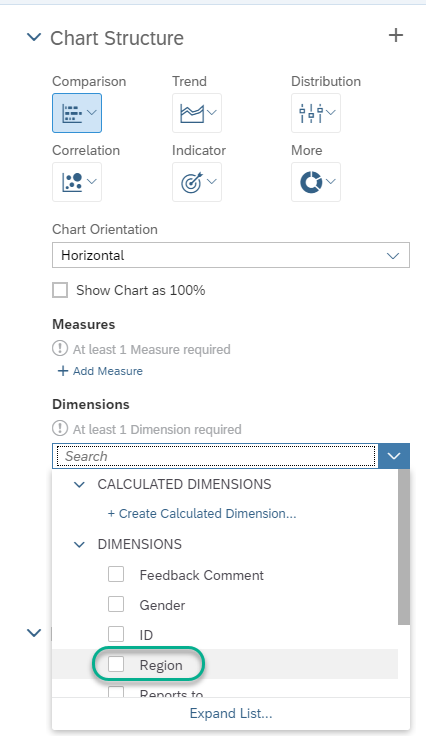 Chart Structure
Comparison Trend Distribution
Correlation Indicator More
Chart Orientation
Horizontal
Show Chart as 100%
Measures
At least 1 Measure required
+ Add Measure
Dimensions
At least 1 Dimension required
Search
CALCULATED DIMENSIONS
+ Create Calculated Dimension...
DIMENSIONS
Feedback Comment
Gender
ID
Region
Reports to
Expand List...